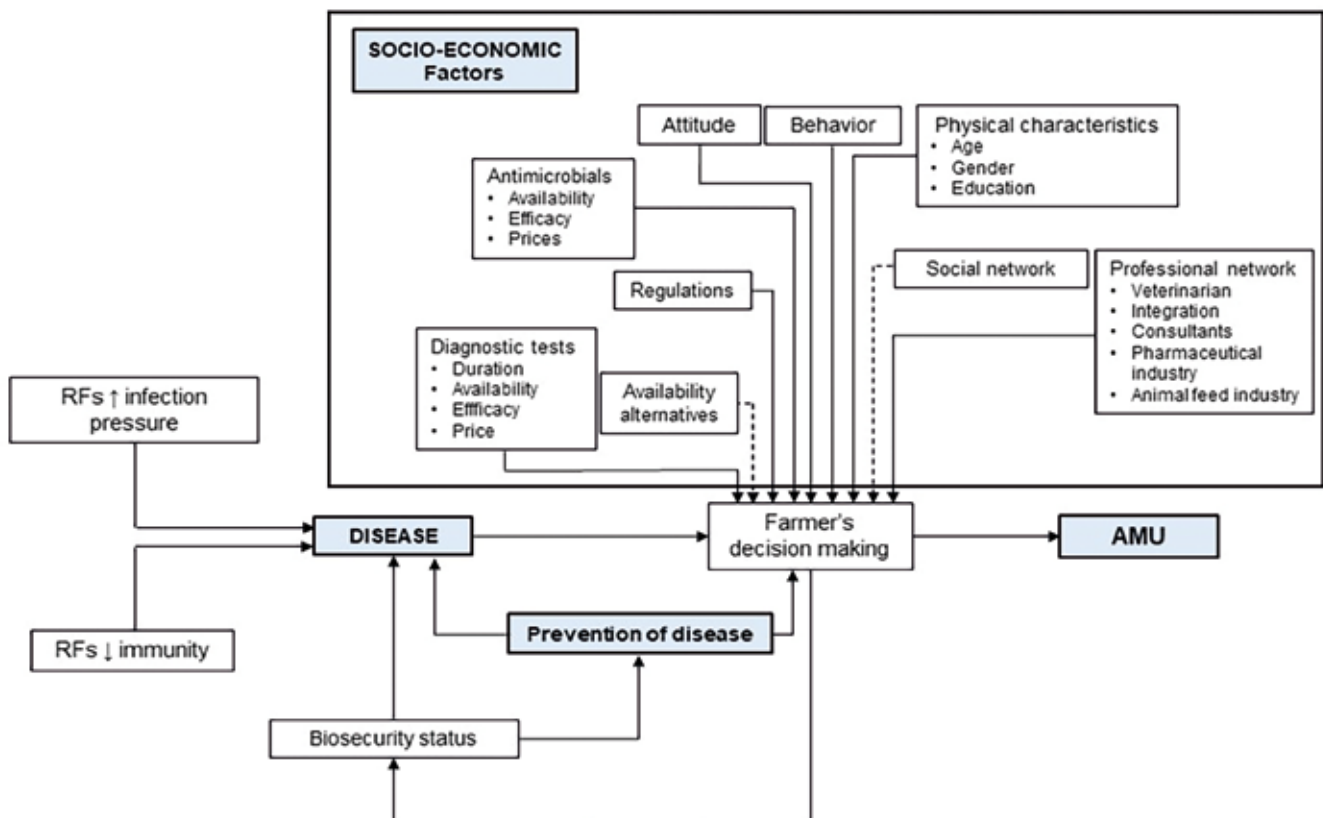 SOCIO-ECONOMIC
Factors
Attitude
Behavior
Physical characteristics
• Age
• Gender
• Education
Antimicrobials
• Availability
• Efficacy
• Prices
Social network
Professional network
• Veterinarian
• Integration
• Consultants
• Pharmaceutical
industry
• Animal feed industry
Regulations
Diagnostic tests
• Duration
• Availability
• Effficacy
• Price
Availability
alternatives
RFs ↑ infection
pressure
DISEASE
Farmer's
decision making
AMU
Prevention of disease
RFs ↓ immunity
Biosecurity status